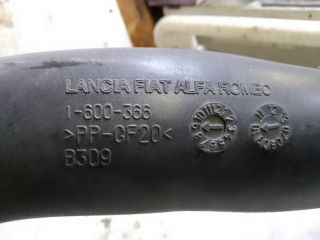 LANCIA FIAT ALFA ROMEO
1-600-366
>PP-GF20<
B309